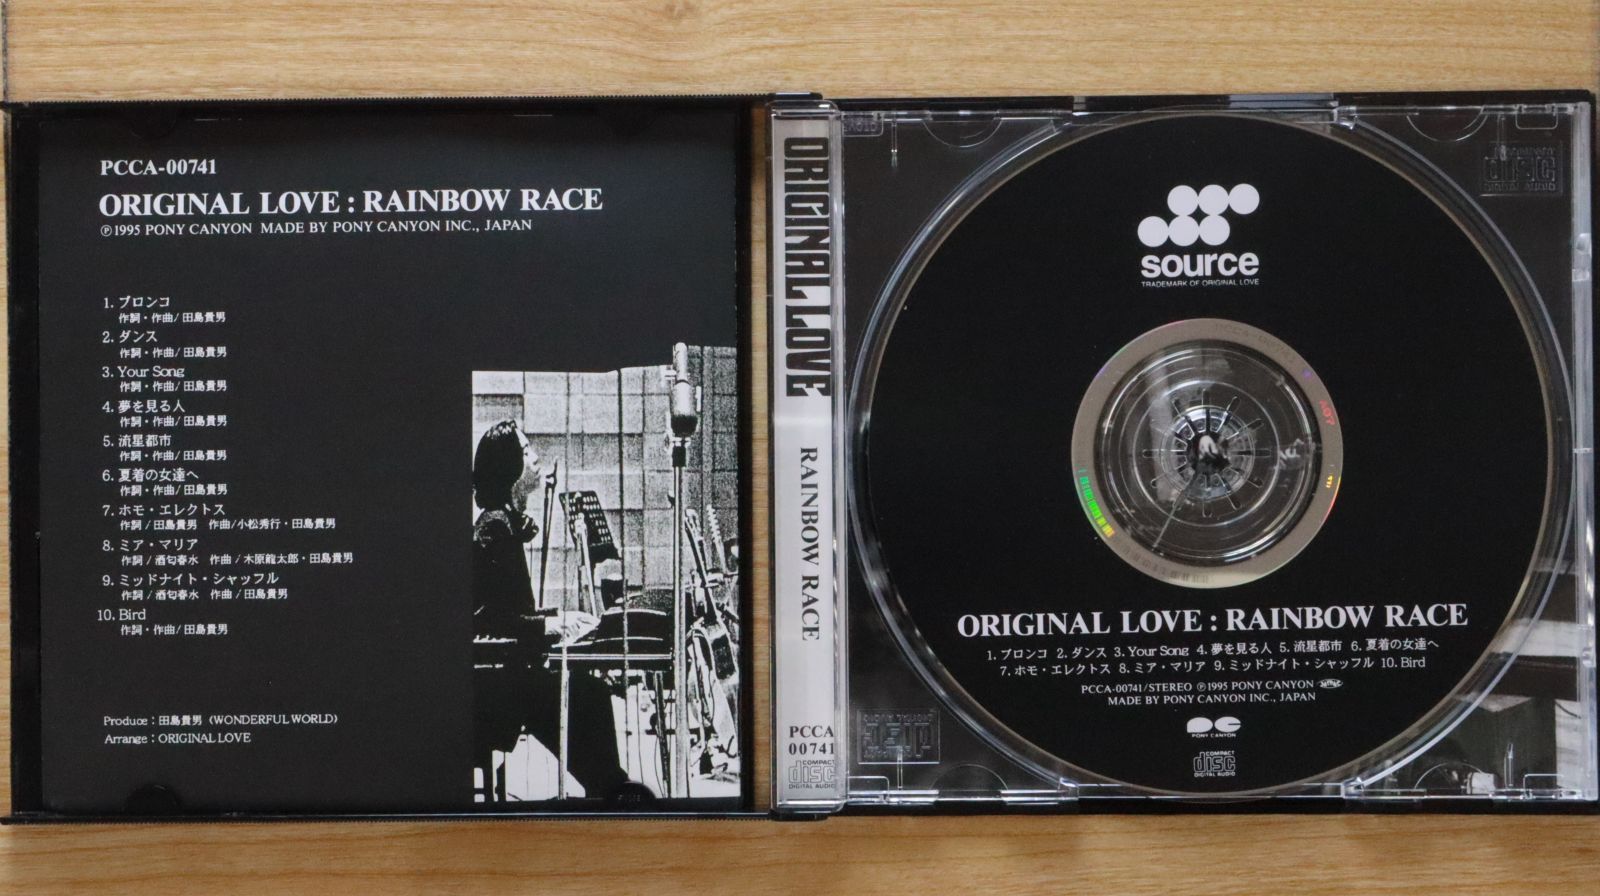 PCCA-00741
ORIGINAL LOVE : RAINBOW RACE
℗1995 PONY CANYON MADE BY PONY CANYON INC., JAPAN
1. ブロンコ
作詞・作曲/田島貴男
2. ダンス
作詞・作曲/田島貴男
3. Your Song
作詞・作曲/田島貴男
4. 夢を見る人
作詞・作曲/田島貴男
5. 流星都市
作詞・作曲/田島貴男
6. 夏着の女達へ
作詞・作曲/田島貴男
7. ホモ・エレクトス
作詞/田島貴男 作曲/小松秀行・田島貴男
8. ミア・マリア
作詞/酒匂春水 作曲/木原龍太郎・田島貴男
9. ミッドナイト・シャッフル
作詞/酒匂春水 作曲/田島貴男
10. Bird
作詞・作曲/田島貴男
Produce : 田島貴男 (WONDERFUL WORLD)
Arrange : ORIGINAL LOVE
ORIGINAL LOVE
RAINBOW RACE
PCCA
00741
COMPACT
disc
DIGITAL AUDIO
source
TRADEMARK OF ORIGINAL LOVE
PCCA-00741
ORIGINAL LOVE : RAINBOW RACE
1. ブロンコ 2. ダンス 3. Your Song 4. 夢を見る人 5. 流星都市 6. 夏着の女達へ
7. ホモ・エレクトス 8. ミア・マリア 9. ミッドナイト・シャッフル 10. Bird
PCCA-00741/STEREO ℗1995 PONY CANYON
MADE BY PONY CANYON INC., JAPAN
PONY CANYON
COMPACT
disc
DIGITAL AUDIO
COMPACT
disc
DIGITAL AUDIO
COMPACT
disc
DIGITAL AUDIO